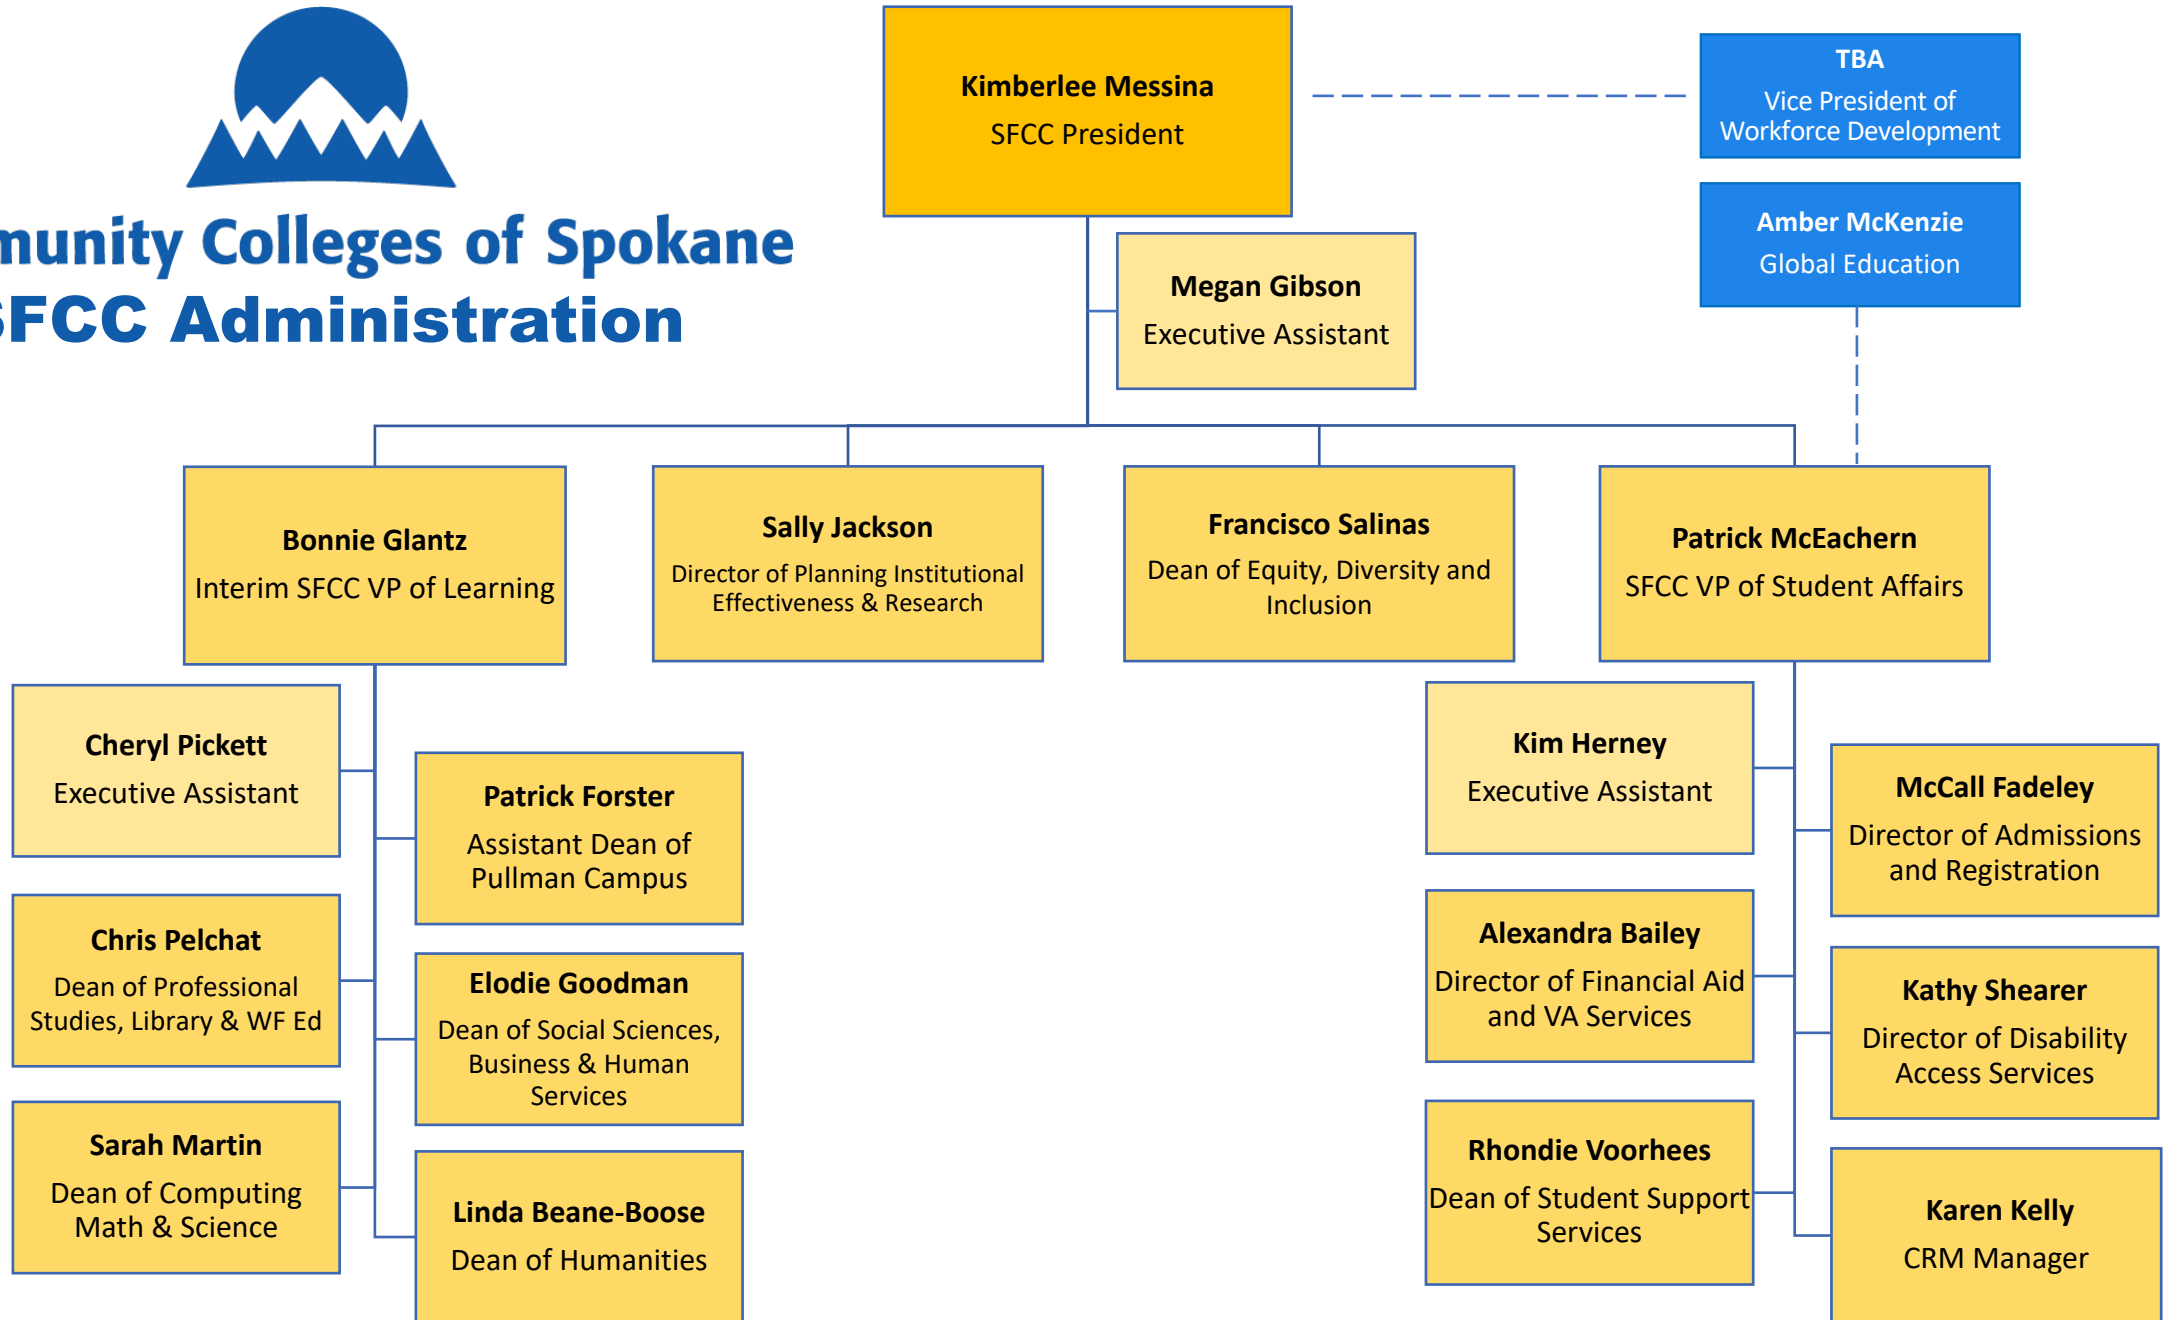 Colleges of Spokane
Administration
Kimberlee Messina
SFCC President
TBA
Vice President of
Workforce Development
Amber McKenzie
Global Education
Megan Gibson
Executive Assistant
Bonnie Glantz
Interim SFCC VP of Learning
Sally Jackson
Director of Planning Institutional
Effectiveness & Research
Francisco Salinas
Dean of Equity, Diversity and
Inclusion
Patrick McEachern
SFCC VP of Student Affairs
Cheryl Pickett
Executive Assistant
Patrick Forster
Assistant Dean of
Pullman Campus
Chris Pelchat
Dean of Professional
Studies, Library & WF Ed
Elodie Goodman
Dean of Social Sciences,
Business & Human
Services
Sarah Martin
Dean of Computing
Math & Science
Linda Beane-Boose
Dean of Humanities
Kim Herney
Executive Assistant
McCall Fadeley
Director of Admissions
and Registration
Alexandra Bailey
Director of Financial Aid
and VA Services
Kathy Shearer
Director of Disability
Access Services
Rhondie Voorhees
Dean of Student Support
Services
Karen Kelly
CRM Manager